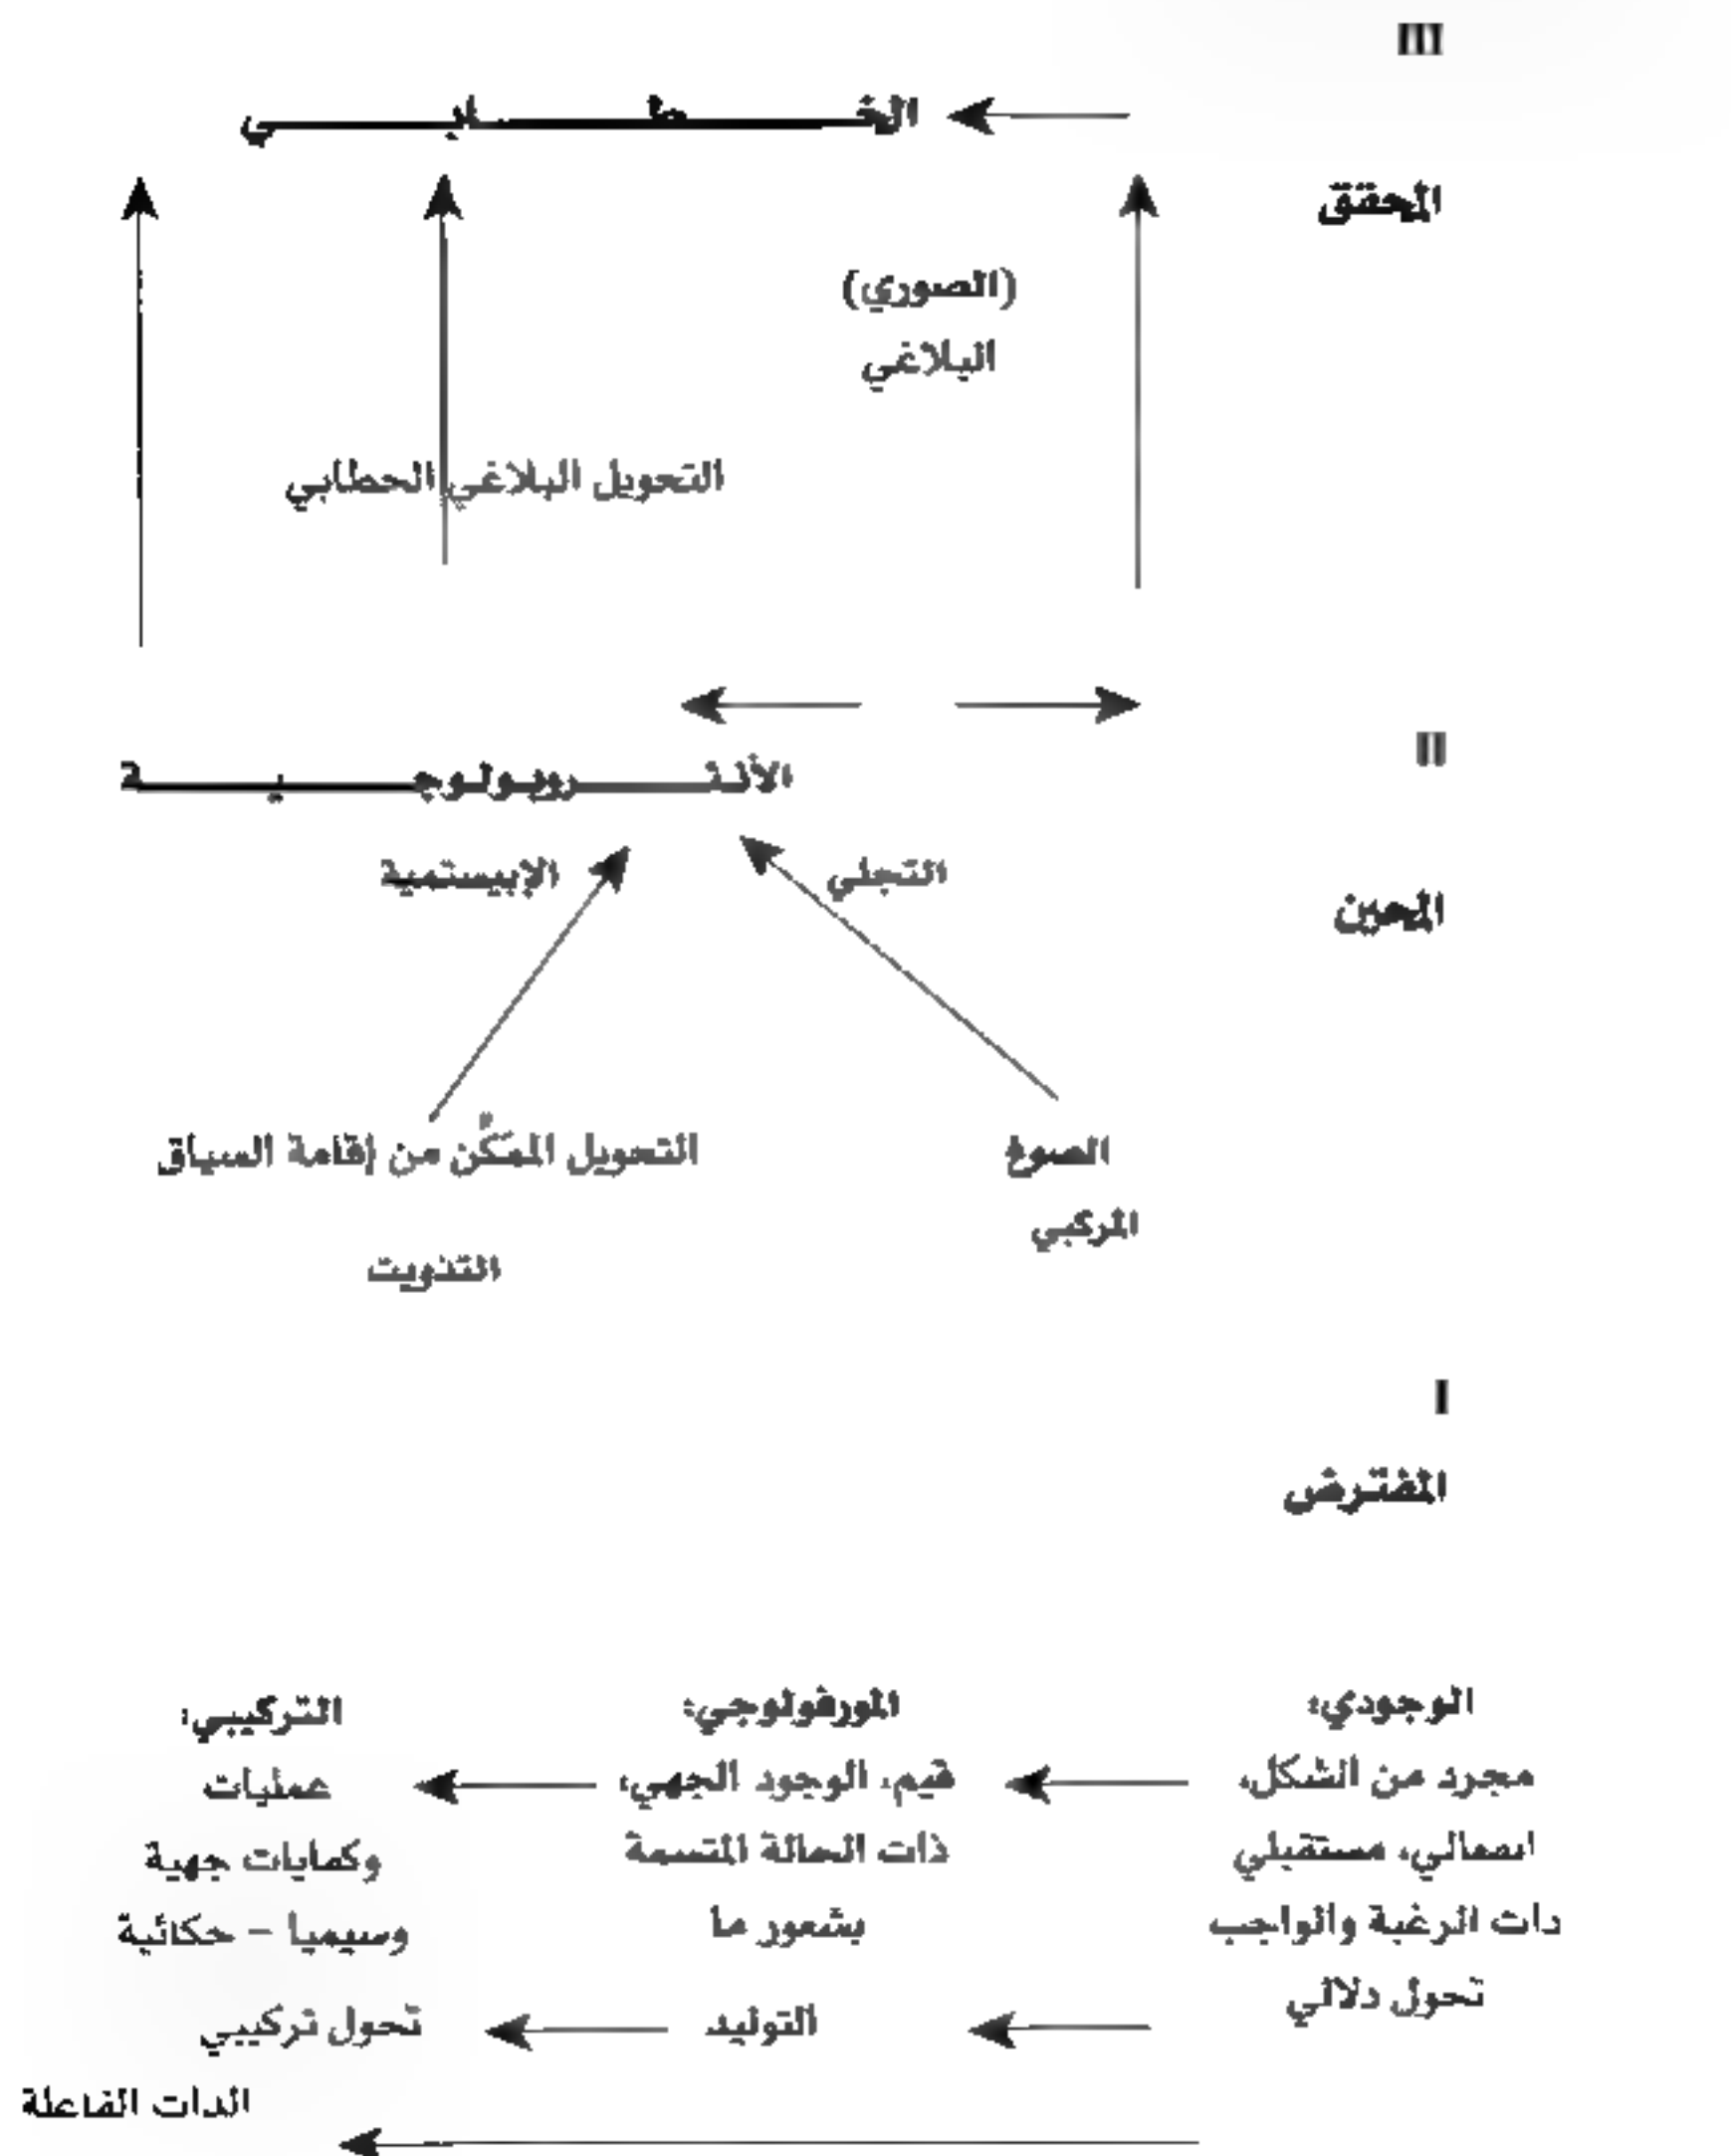 III
الخطابي
المحقق
(الصوري)
البلاغي
التحويل البلاغي الخطابي
II
الأنثروبولوجية
الإبيستمية
التجلي
المحين
التحويل الممكّن من إقامة السياق
الصوغ
المركبي
التذويت
I
المفترض
الوجودي:
مجرد من الشكل،
انفعالي، مستقبلي
ذات الرغبة والواجب
تحول دلالي
المورفولوجي:
قيم، الوجود الجهي،
ذات الحالة المتسمة
بشعور ما
التوليد
التركيبي:
عمليات
وكفايات جهية
وسيميا - حكائية
تحول تركيبي
الذات الفاعلة